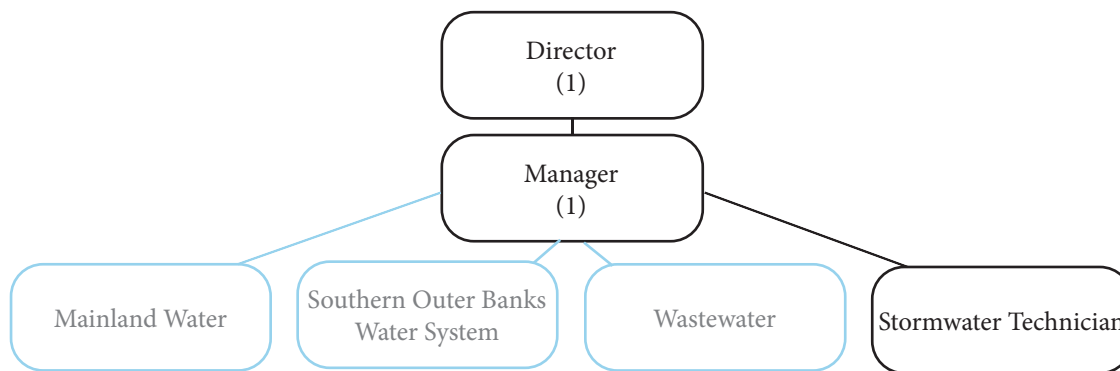 Director
(1)
Manager
(1)
Mainland Water
Southern Outer Banks
Water System
Wastewater
Stormwater Technician